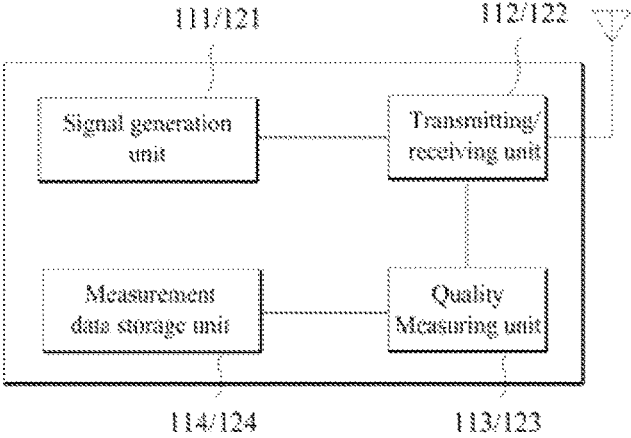 111/121
112/122
Signal generation
unit
Transmitting/
receiving unit
Measurement
data storage unit
Quality
Measuring unit
114/124
113/123